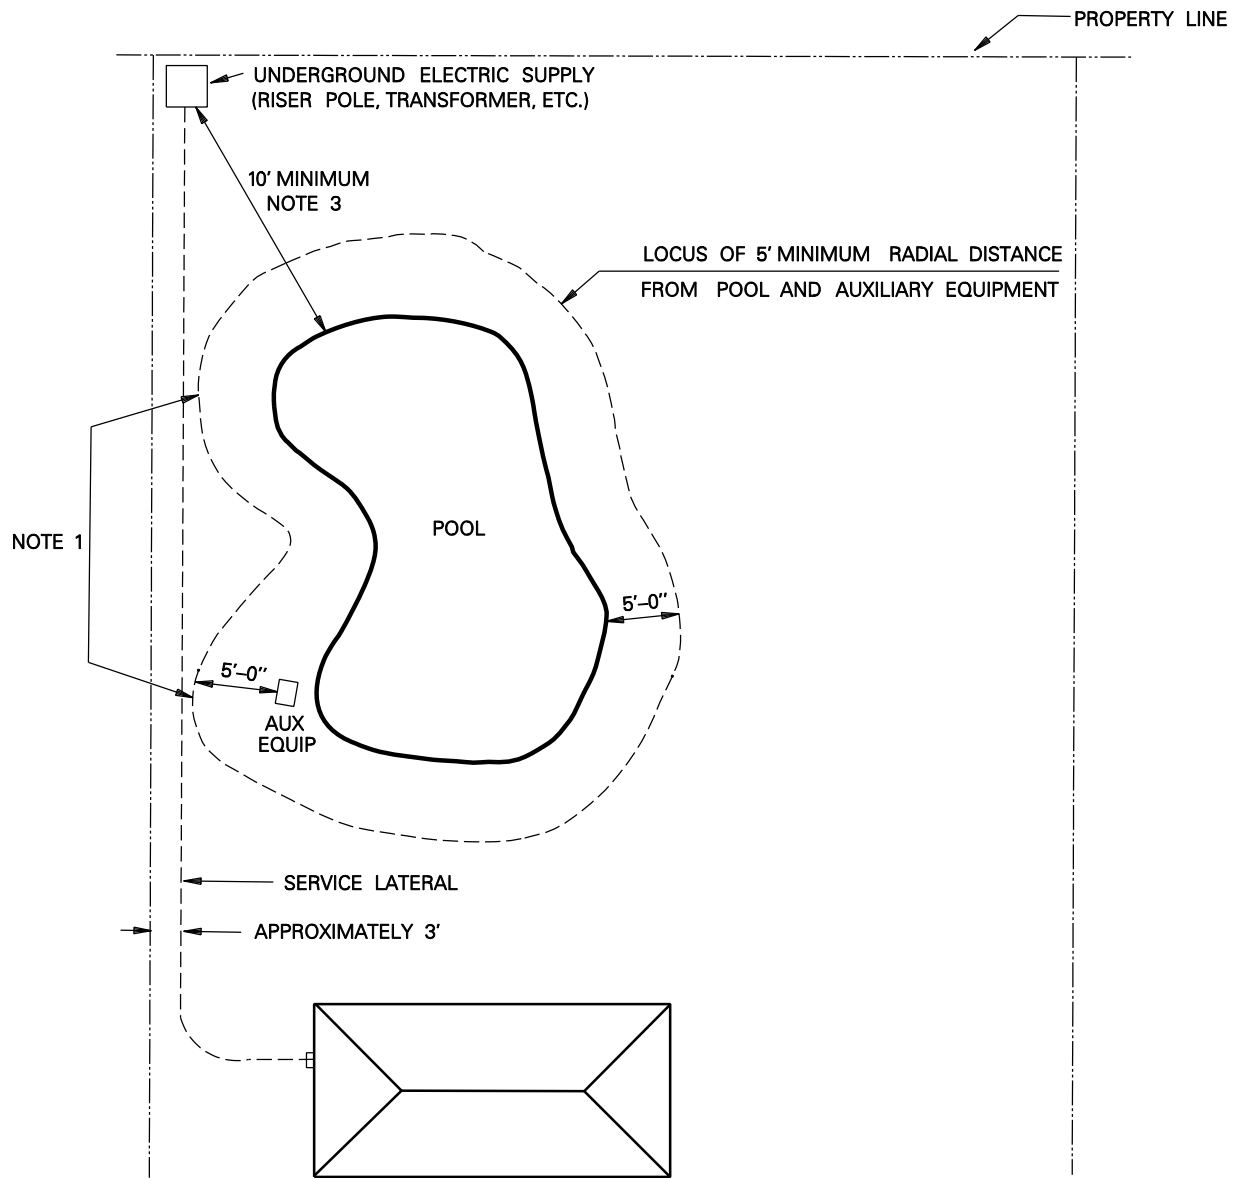 PROPERTY LINE
UNDERGROUND ELECTRIC SUPPLY
(RISER POLE, TRANSFORMER, ETC.)
10' MINIMUM
NOTE 3
LOCUS OF 5' MINIMUM RADIAL DISTANCE
FROM POOL AND AUXILIARY EQUIPMENT
POOL
NOTE 1
5'-0"
5'-0"
AUX
EQUIP
SERVICE LATERAL
APPROXIMATELY 3'